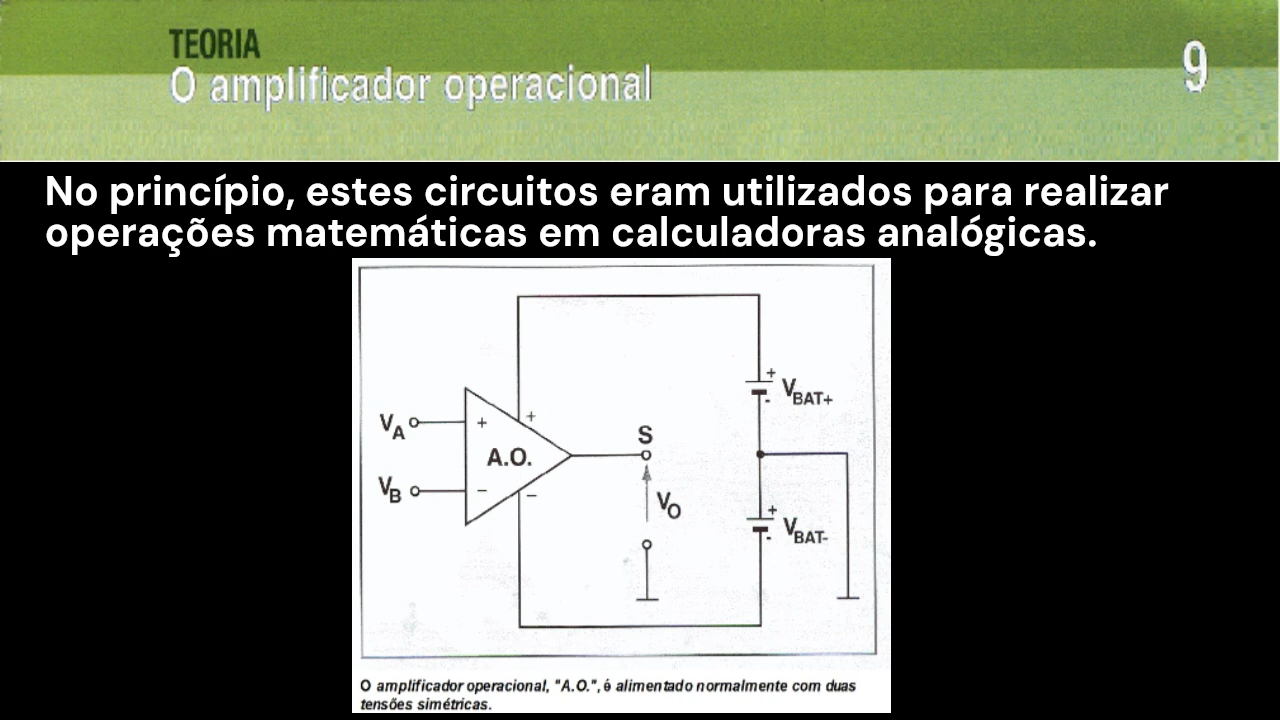 TEORIA
O amplificador operacional
9
No princípio, estes circuitos eram utilizados para realizar
operações matemáticas em calculadoras analógicas.
+
VBAT+
-
VA
+
+
S
A.O.
VB
-
-
VO
+
VBAT-
-
O amplificador operacional, "A.O.", é alimentado normalmente com duas
tensões simétricas.